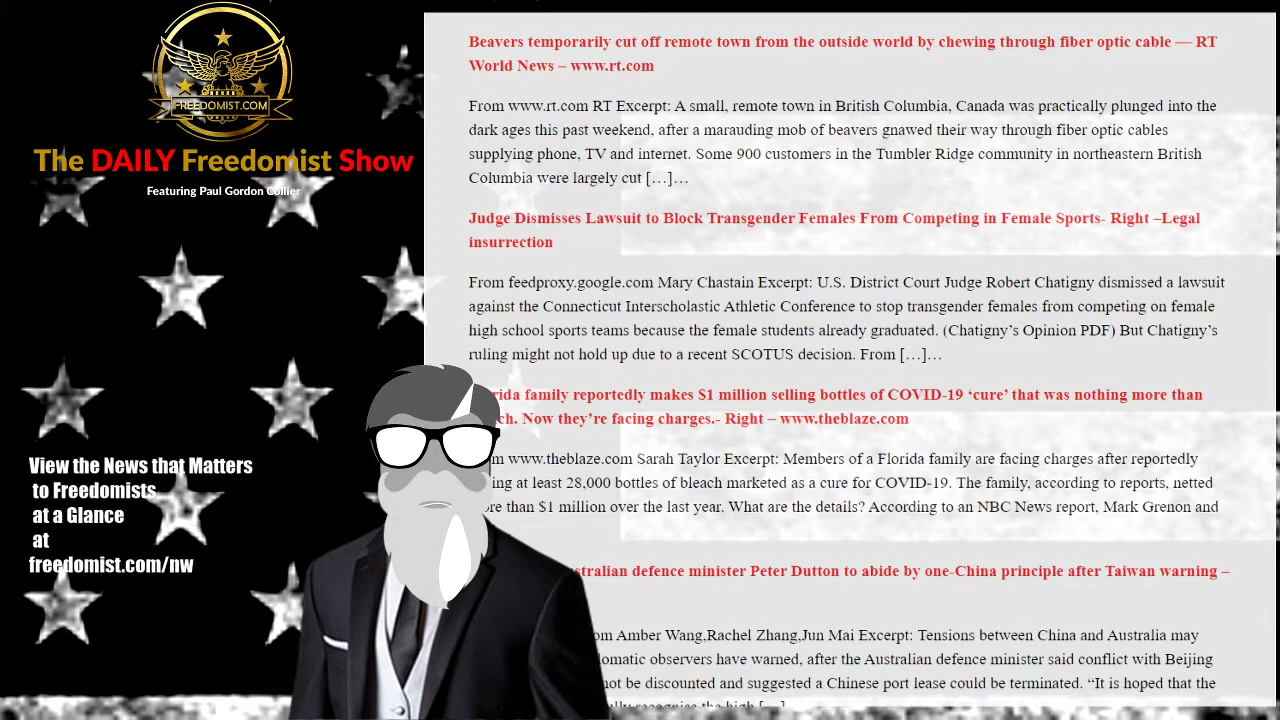 FREEDOMIST.COM
The DAILY Freedomist Show
Featuring Paul Gordon Collier
View the News that Matters
to Freedomists
at a Glance
at
freedomist.com/nw
Beavers temporarily cut off remote town from the outside world by chewing through fiber optic cable — RT
World News – www.rt.com
From www.rt.com RT Excerpt: A small, remote town in British Columbia, Canada was practically plunged into the
dark ages this past weekend, after a marauding mob of beavers gnawed their way through fiber optic cables
supplying phone, TV and internet. Some 900 customers in the Tumbler Ridge community in northeastern British
Columbia were largely cut […]…
Judge Dismisses Lawsuit to Block Transgender Females From Competing in Female Sports- Right –Legal
insurrection
From feedproxy.google.com Mary Chastain Excerpt: U.S. District Court Judge Robert Chatigny dismissed a lawsuit
against the Connecticut Interscholastic Athletic Conference to stop transgender females from competing on female
high school sports teams because the female students already graduated. (Chatigny’s Opinion PDF) But Chatigny’s
ruling might not hold up due to a recent SCOTUS decision. From […]…
family reportedly makes $1 million selling bottles of COVID-19 ‘cure’ that was nothing more than
Now they’re facing charges.- Right – www.theblaze.com
www.theblaze.com Sarah Taylor Excerpt: Members of a Florida family are facing charges after reportedly
at least 28,000 bottles of bleach marketed as a cure for COVID-19. The family, according to reports, netted
than $1 million over the last year. What are the details? According to an NBC News report, Mark Grenon and
defence minister Peter Dutton to abide by one-China principle after Taiwan warning –
Amber Wang,Rachel Zhang,Jun Mai Excerpt: Tensions between China and Australia may
observers have warned, after the Australian defence minister said conflict with Beijing
not be discounted and suggested a Chinese port lease could be terminated. “It is hoped that the
recognise the high […]